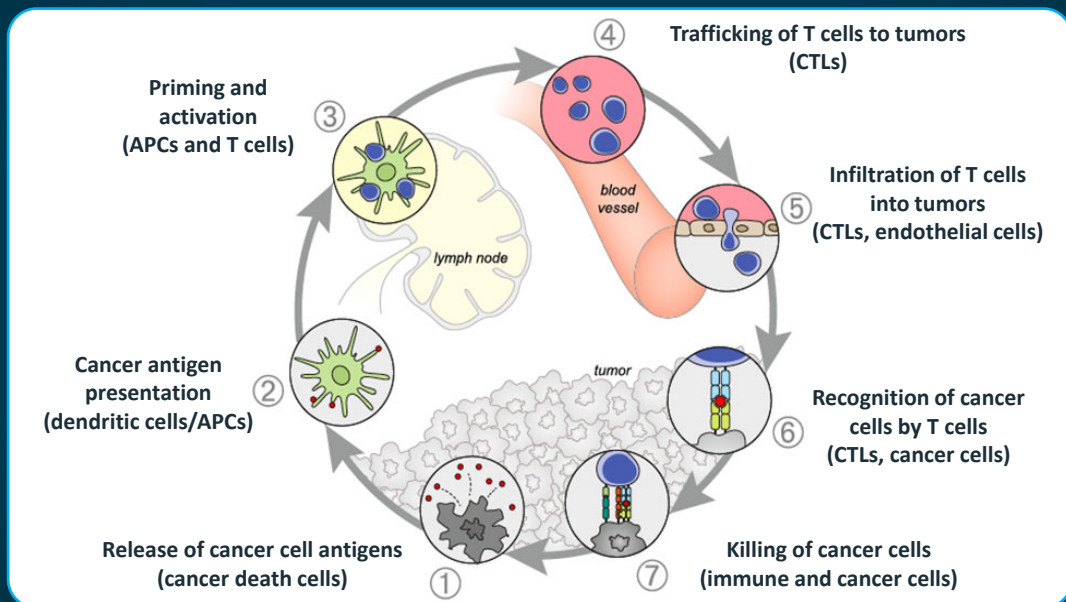 ④
Trafficking of T cells to tumors
(CTLs)
Priming and
activation
(APCs and T cells)
③
blood
vessel
Infiltration of T cells
into tumors
(CTLs, endothelial cells)
⑤
lymph node
Cancer antigen
presentation
(dendritic cells/APCs)
②
tumor
Recognition of cancer
cells by T cells
(CTLs, cancer cells)
⑥
Release of cancer cell antigens
(cancer death cells)
①
⑦
Killing of cancer cells
(immune and cancer cells)